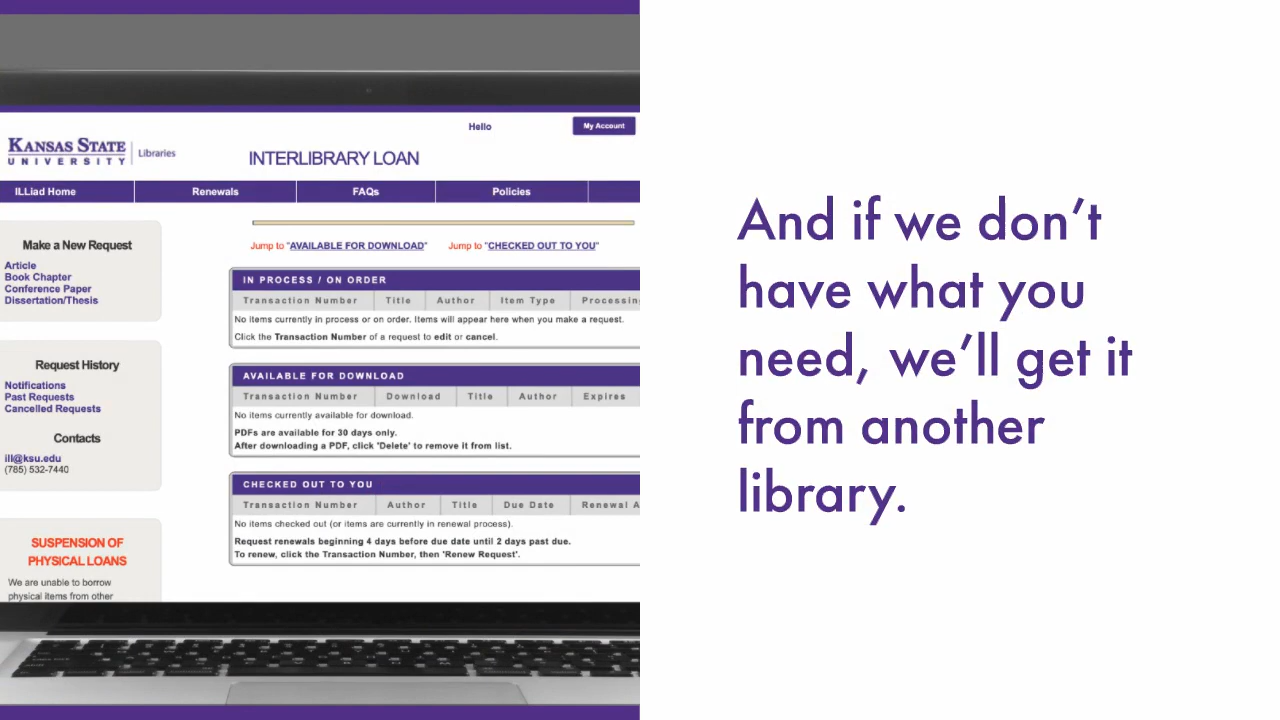 Hello
My Account
KANSAS STATE
UNIVERSITY
Libraries
INTERLIBRARY LOAN
ILLiad Home
Renewals
FAQs
Policies
Make a New Request
Article
Book Chapter
Conference Paper
Dissertation/Thesis
Request History
Notifications
Past Requests
Cancelled Requests
Contacts
ill@ksu.edu
(785) 532-7440
SUSPENSION OF
PHYSICAL LOANS
We are unable to borrow
physical items from other
Jump to "AVAILABLE FOR DOWNLOAD" Jump to "CHECKED OUT TO YOU"
IN PROCESS / ON ORDER
Transaction Number Title Author Item Type Processing
No items currently in process or on order. Items will appear here when you make a request.
Click the Transaction Number of a request to edit or cancel.
AVAILABLE FOR DOWNLOAD
Transaction Number Download Title Author Expires
No items currently available for download.
PDFs are available for 30 days only.
After downloading a PDF, click 'Delete' to remove it from list.
CHECKED OUT TO YOU
Transaction Number Author Title Due Date Renewal A
No items checked out (or items are currently in renewal process).
Request renewals beginning 4 days before due date until 2 days past due.
To renew, click the Transaction Number, then 'Renew Request'.
And if we don't
have what you
need, we'll get it
from another
library.